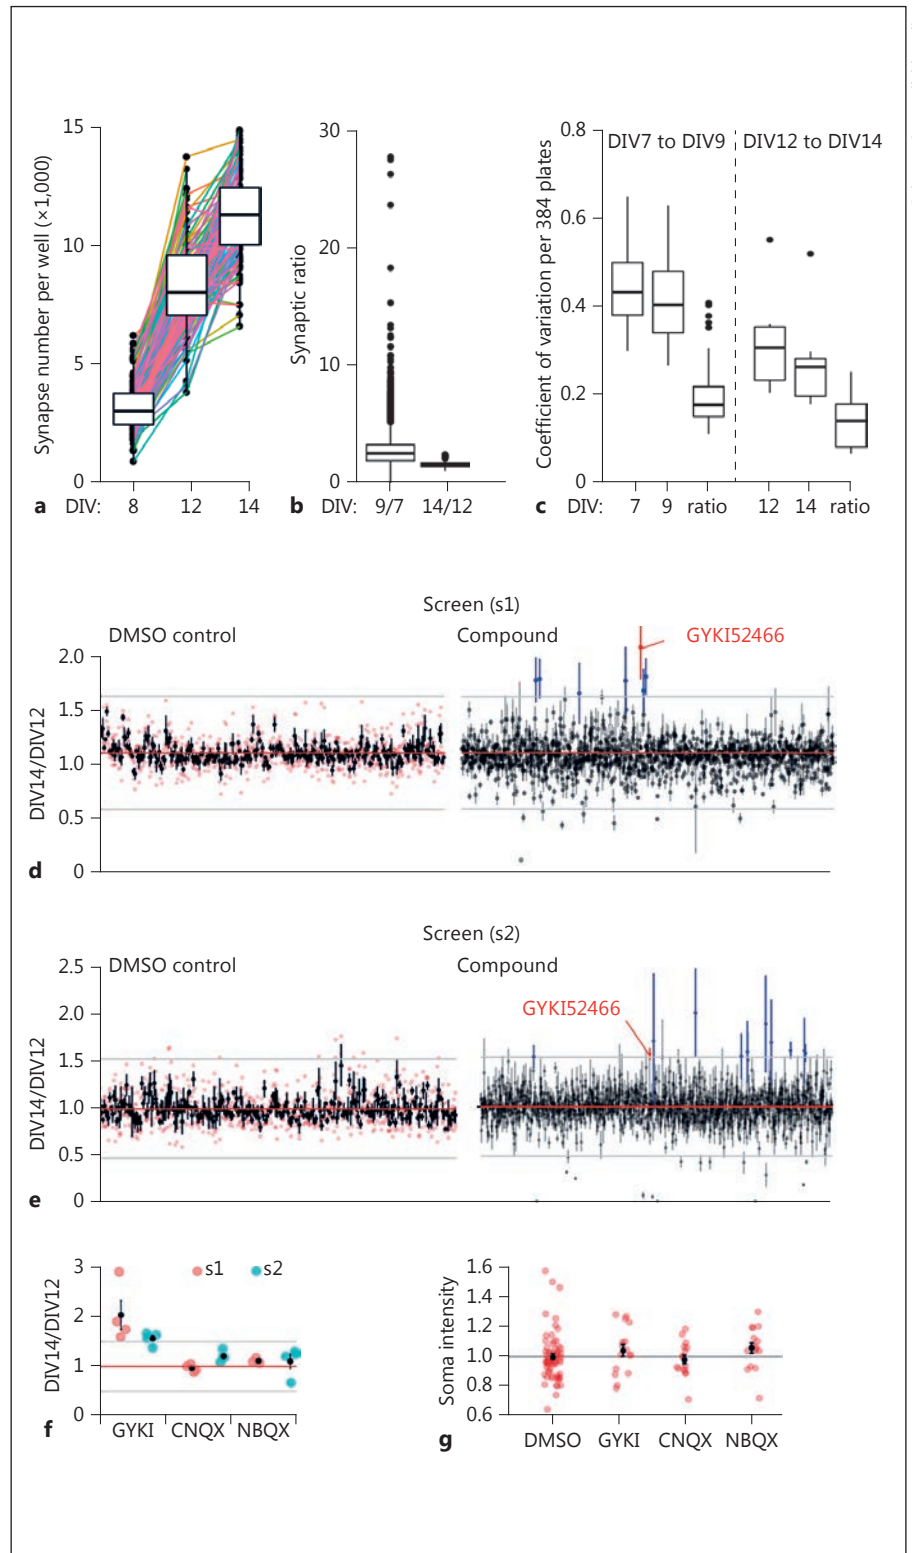 15
10
5
0
Synapse number per well (×1,000)
a DIV: 8 12 14
30
20
10
0
Synaptic ratio
b DIV: 9/7 14/12
0.8
0.6
0.4
0.2
0
Coefficient of variation per 384 plates
DIV7 to DIV9 DIV12 to DIV14
c DIV: 7 9 ratio 12 14 ratio
Screen (s1)
DMSO control Compound GYKI52466
2.0
1.5
1.0
0.5
0
DIV14/DIV12
d
Screen (s2)
DMSO control Compound
GYKI52466
2.5
2.0
1.5
1.0
0.5
0
DIV14/DIV12
e
3
2
1
0
DIV14/DIV12
s1 s2
f GYKI CNQX NBQX
1.6
1.4
1.2
1.0
0.8
0.6
Soma intensity
g DMSO GYKI CNQX NBQX